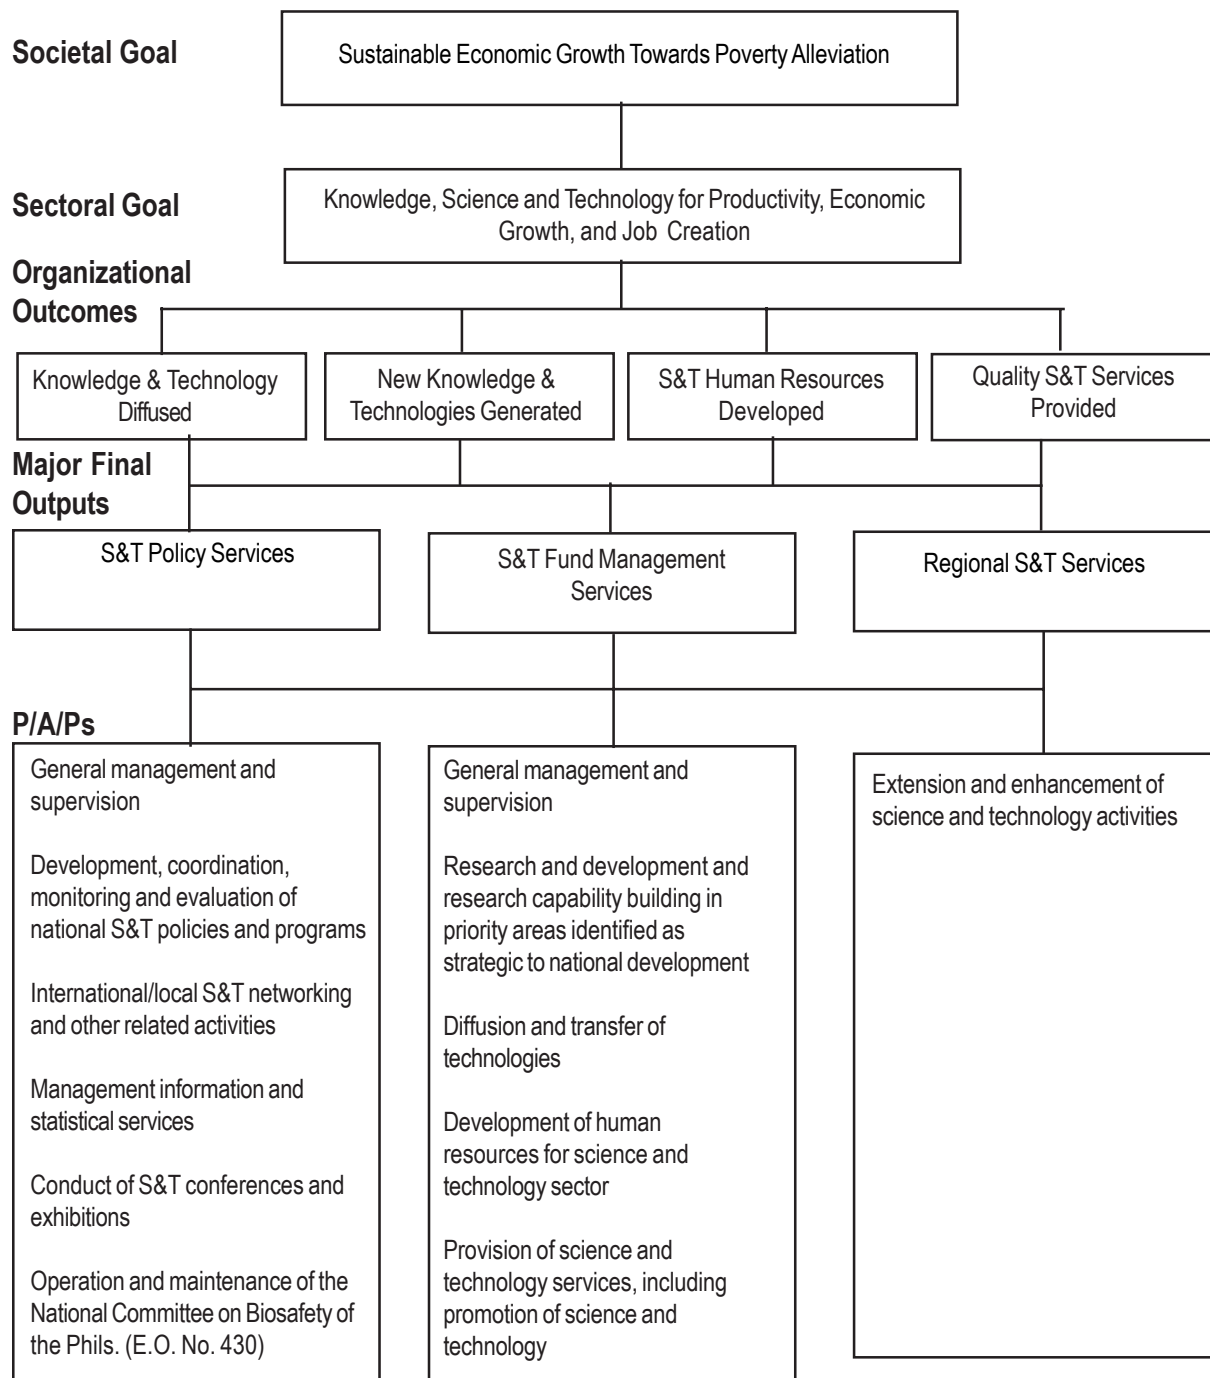 Societal Goal
Sustainable Economic Growth Towards Poverty Alleviation
Sectoral Goal
Knowledge, Science and Technology for Productivity, Economic
Growth, and Job Creation
Organizational
Outcomes
Knowledge & Technology
Diffused
New Knowledge &
Technologies Generated
S&T Human Resources
Developed
Quality S&T Services
Provided
Major Final
Outputs
S&T Policy Services
S&T Fund Management
Services
Regional S&T Services
P/A/Ps
General management and
supervision
Development, coordination,
monitoring and evaluation of
national S&T policies and programs
International/local S&T networking
and other related activities
Management information and
statistical services
Conduct of S&T conferences and
exhibitions
Operation and maintenance of the
National Committee on Biosafety of
the Phils. (E.O. No. 430)
General management and
supervision
Research and development and
research capability building in
priority areas identified as
strategic to national development
Diffusion and transfer of
technologies
Development of human
resources for science and
technology sector
Provision of science and
technology services, including
promotion of science and
technology
Extension and enhancement of
science and technology activities